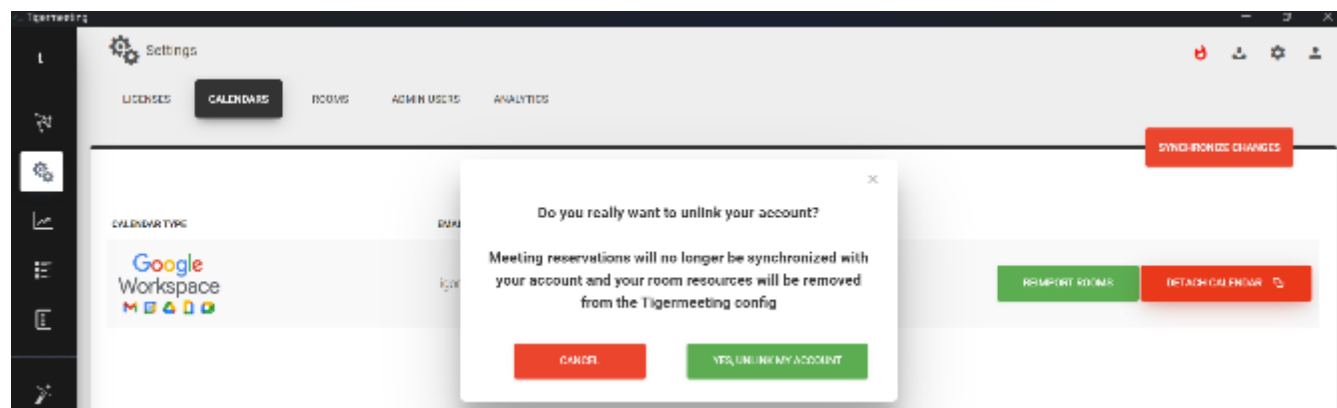 Tigermeeting
t
Settings
LICENSES CALENDARS ROOMS ADMIN USERS ANALYTICS
SYNCHRONIZE CHANGES
Do you really want to unlink your account?
CALENDAR TYPE
Meeting reservations will no longer be synchronized with
your account and your room resources will be removed
from the Tigermeeting config
Google
Workspace
REIMPORT ROOMS DETACH CALENDAR
CANCEL YES, UNLINK MY ACCOUNT